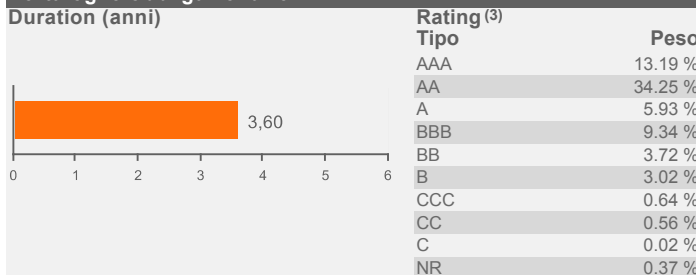 Duration (anni)
3,60
0 1 2 3 4 5 6
Rating (3)
Tipo Peso
AAA 13.19 %
AA 34.25 %
A 5.93 %
BBB 9.34 %
BB 3.72 %
B 3.02 %
CCC 0.64 %
CC 0.56 %
C 0.02 %
NR 0.37 %